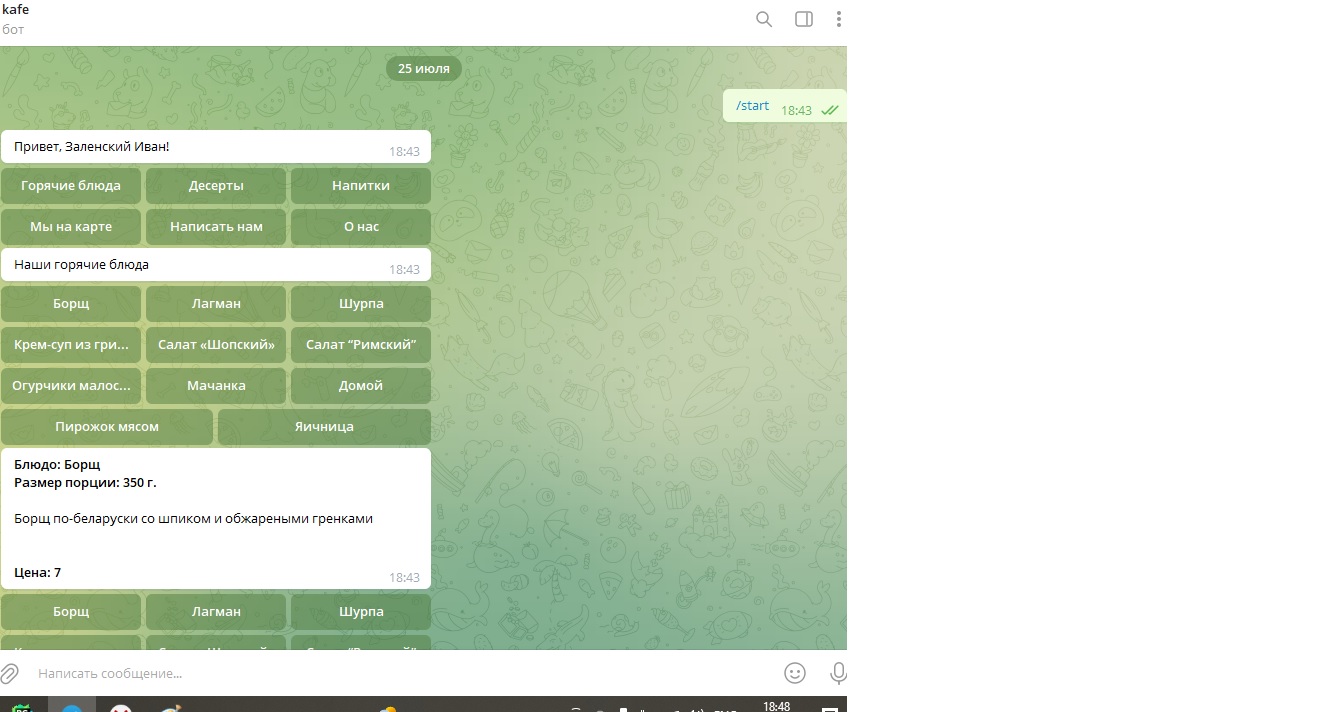 kafe
бот
25 июля
/start 18:43
Привет, Заленский Иван! 18:43
Горячие блюда Десерты Напитки
Мы на карте Написать нам О нас
Наши горячие блюда 18:43
Борщ Лагман Шурпа
Крем-суп из гри... Салат «Шопский» Салат “Римский”
Огурчики малос... Мачанка Домой
Пирожок мясом Яичница
Блюдо: Борщ
Размер порции: 350 г.
Борщ по-беларуски со шпиком и обжареными гренками
Цена: 7 18:43
Борщ Лагман Шурпа
Написать сообщение...
18:48